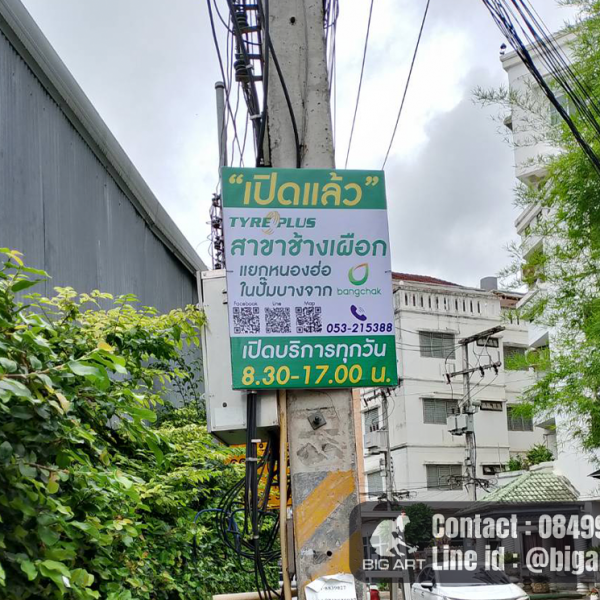 “เปิดแล้ว”
TYREPLUS
สาขาช้างเผือก
แยกหนองฮ่อ
ในปั๊มบางจาก
bangchak
Facebook Line Map
053-215388
เปิดบริการทุกวัน
8.30-17.00 น.
BIG ART
Contact : 08499
Line id : @biga